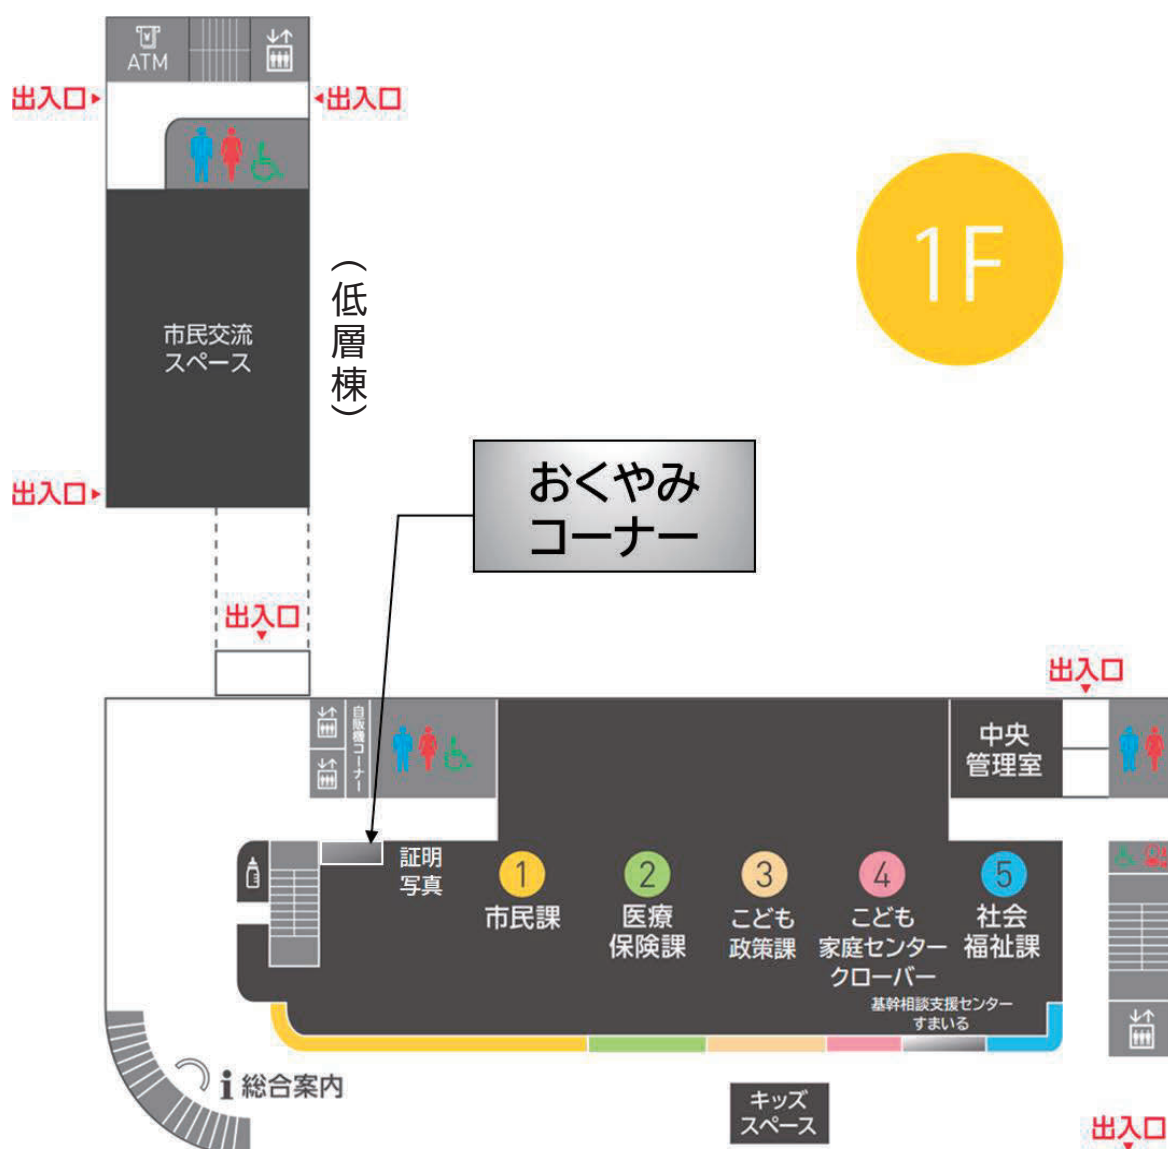 ATM
出入口
出入口
1F
市民交流
スペース
(低層棟)
おくやみ
コーナー
出入口
出入口
出入口
自販機コーナー
中央
管理室
証明
写真
1
市民課
2
医療
保険課
3
こども
政策課
4
こども
家庭センター
クローバー
5
社会
福祉課
基幹相談支援センター
すまいる
i 総合案内
キッズ
スペース
出入口